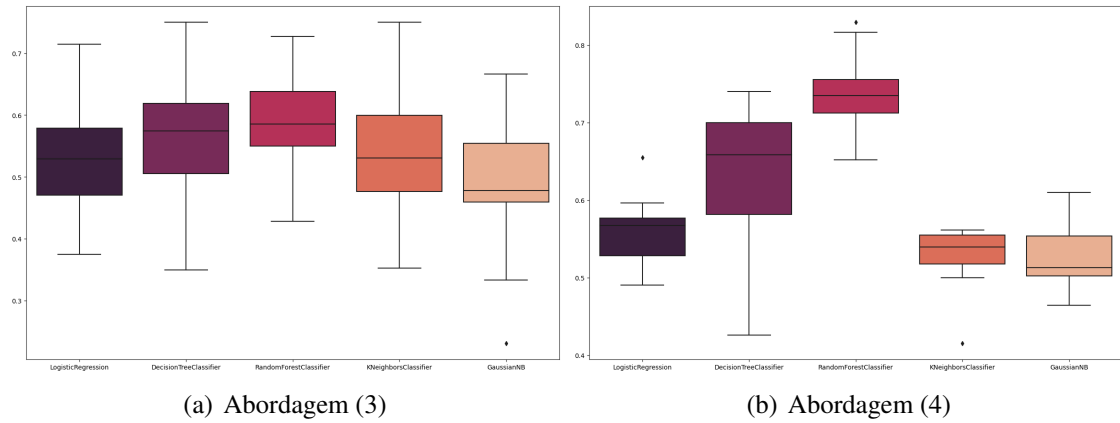 0.7
0.6
0.5
0.4
0.3
LogisticRegression DecisionTreeClassifier RandomForestClassifier KNeighborsClassifier GaussianNB
(a) Abordagem (3)
0.8
0.7
0.6
0.5
0.4
LogisticRegression DecisionTreeClassifier RandomForestClassifier KNeighborsClassifier GaussianNB
(b) Abordagem (4)